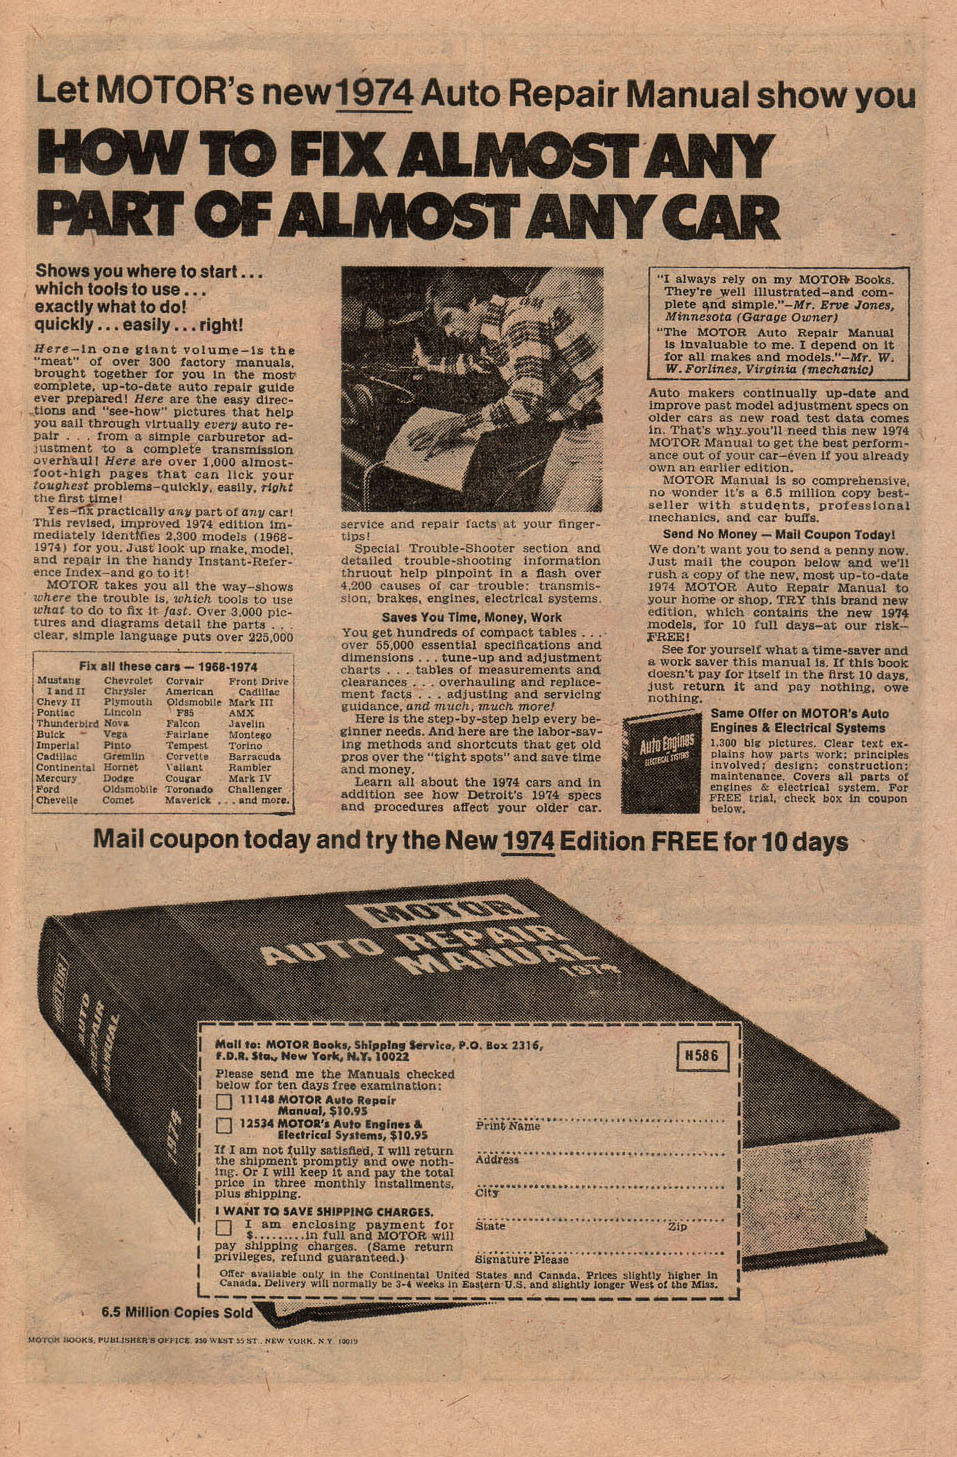 Let MOTOR's new 1974 Auto Repair Manual show you
HOW TO FIX ALMOST ANY
PART OF ALMOST ANY CAR
Shows you where to start...
which tools to use...
exactly what to do!
quickly...easily...right!
Here—in one giant volume—is the
"meat" of over 300 factory manuals,
brought together for you in the most
complete, up-to-date auto repair guide
ever prepared! Here are the easy direc-
tions and "see-how" pictures that help
you sail through virtually every auto re-
pair . . . from a simple carburetor ad-
justment to a complete transmission
overhaul! Here are over 1,000 almost-
foot-high pages that can lick your
toughest problems—quickly, easily, right
the first time!
Yes—fix practically any part of any car!
This revised, improved 1974 edition im-
mediately identifies 2,300 models (1968-
1974) for you. Just look up make, model,
and repair in the handy Instant-Refer-
ence Index—and go to it!
MOTOR takes you all the way—shows
where the trouble is, which tools to use
what to do to fix it fast. Over 3,000 pic-
tures and diagrams detail the parts . . .
clear, simple language puts over 225,000
Fix all these cars — 1968-1974
Mustang Chevrolet Corvair Front Drive
I and II Chrysler American Cadillac
Chevy II Plymouth Oldsmobile Mark III
Pontiac Lincoln F85 AMX
Thunderbird Nova Falcon Javelin
Buick Vega Fairlane Montego
Imperial Pinto Tempest Torino
Cadillac Gremlin Corvette Barracuda
Continental Hornet Valiant Rambler
Mercury Dodge Cougar Mark IV
Ford Oldsmobile Toronado Challenger
Chevelle Comet Maverick . . . and more.
service and repair facts at your finger-
tips!
Special Trouble-Shooter section and
detailed trouble-shooting information
thruout help pinpoint in a flash over
4,200 causes of car trouble: transmis-
sion, brakes, engines, electrical systems.
Saves You Time, Money, Work
You get hundreds of compact tables . . .
over 55,000 essential specifications and
dimensions . . . tune-up and adjustment
charts . . . tables of measurements and
clearances . . . overhauling and replace-
ment facts . . . adjusting and servicing
guidance, and much, much more!
Here is the step-by-step help every be-
ginner needs. And here are the labor-sav-
ing methods and shortcuts that get old
pros over the "tight spots" and save time
and money.
Learn all about the 1974 cars and in
addition see how Detroit's 1974 specs
and procedures affect your older car.
"I always rely on my MOTOR Books.
They're well illustrated—and com-
plete and simple."—Mr. Erve Jones,
Minnesota (Garage Owner)
"The MOTOR Auto Repair Manual
is invaluable to me. I depend on it
for all makes and models."—Mr. W.
W. Forlines, Virginia (mechanic)
Auto makers continually up-date and
improve past model adjustment specs on
older cars as new road test data comes
in. That's why you'll need this new 1974
MOTOR Manual to get the best perform-
ance out of your car—even if you already
own an earlier edition.
MOTOR Manual is so comprehensive,
no wonder it's a 6.5 million copy best-
seller with students, professional
mechanics, and car buffs.
Send No Money — Mail Coupon Today!
We don't want you to send a penny now.
Just mail the coupon below and we'll
rush a copy of the new, most up-to-date
1974 MOTOR Auto Repair Manual to
your home or shop. TRY this brand new
edition, which contains the new 1974
models, for 10 full days—at our risk—
FREE!
See for yourself what a time-saver and
a work saver this manual is. If this book
doesn't pay for itself in the first 10 days,
just return it and pay nothing, owe
nothing.
Auto Engines
ELECTRICAL SYSTEMS
Same Offer on MOTOR's Auto
Engines & Electrical Systems
1,300 big pictures. Clear text ex-
plains how parts work; principles
involved; design; construction;
maintenance. Covers all parts of
engines & electrical system. For
FREE trial, check box in coupon
below.
Mail coupon today and try the New 1974 Edition FREE for 10 days
MOTOR
AUTO REPAIR
MANUAL
1974
MOTOR
AUTO
REPAIR
MANUAL
1974
Mail to: MOTOR Books, Shipping Service, P.O. Box 2316,
F.D.R. Sta., New York, N.Y. 10022
H586
Please send me the Manuals checked
below for ten days free examination:
11148 MOTOR Auto Repair
Manual, $10.95
12534 MOTOR's Auto Engines &
Electrical Systems, $10.95
If I am not fully satisfied, I will return
the shipment promptly and owe noth-
ing. Or I will keep it and pay the total
price in three monthly installments,
plus shipping.
I WANT TO SAVE SHIPPING CHARGES.
I am enclosing payment for
$.........in full and MOTOR will
pay shipping charges. (Same return
privileges, refund guaranteed.)
Print Name
Address
City
State Zip
Signature Please
Offer available only in the Continental United States and Canada. Prices slightly higher in
Canada. Delivery will normally be 3-4 weeks in Eastern U.S. and slightly longer West of the Miss.
6.5 Million Copies Sold
MOTOR BOOKS, PUBLISHER'S OFFICE, 250 WEST 55 ST., NEW YORK, N.Y. 10019